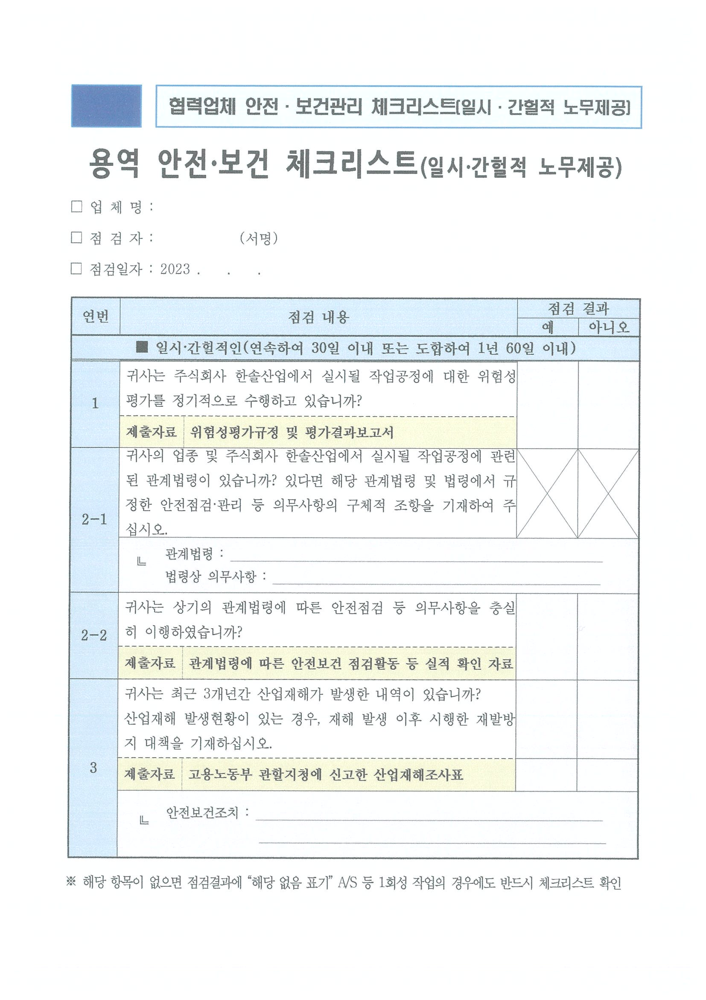 협력업체 안전 · 보건관리 체크리스트(일시 · 간헐적 노무제공)
용역 안전·보건 체크리스트(일시·간헐적 노무제공)
□ 업 체 명 :
□ 점 검 자 : (서명)
□ 점검일자 : 2023 . . .
연번 점검 내용 점검 결과
예 아니오
■ 일시·간헐적인(연속하여 30일 이내 또는 도합하여 1년 60일 이내)
1
귀사는 주식회사 한솔산업에서 실시될 작업공정에 대한 위험성
평가를 정기적으로 수행하고 있습니까?
제출자료 위험성평가규정 및 평가결과보고서
2-1
귀사의 업종 및 주식회사 한솔산업에서 실시될 작업공정에 관련
된 관계법령이 있습니까? 있다면 해당 관계법령 및 법령에서 규
정한 안전점검·관리 등 의무사항의 구체적 조항을 기재하여 주
십시오.
╚ 관계법령 :
법령상 의무사항 :
2-2
귀사는 상기의 관계법령에 따른 안전점검 등 의무사항을 충실
히 이행하였습니까?
제출자료 관계법령에 따른 안전보건 점검활동 등 실적 확인 자료
3
귀사는 최근 3개년간 산업재해가 발생한 내역이 있습니까?
산업재해 발생현황이 있는 경우, 재해 발생 이후 시행한 재발방
지 대책을 기재하십시오.
제출자료 고용노동부 관할지청에 신고한 산업재해조사표
╚ 안전보건조치 :
※ 해당 항목이 없으면 점검결과에 “해당 없음 표기” A/S 등 1회성 작업의 경우에도 반드시 체크리스트 확인